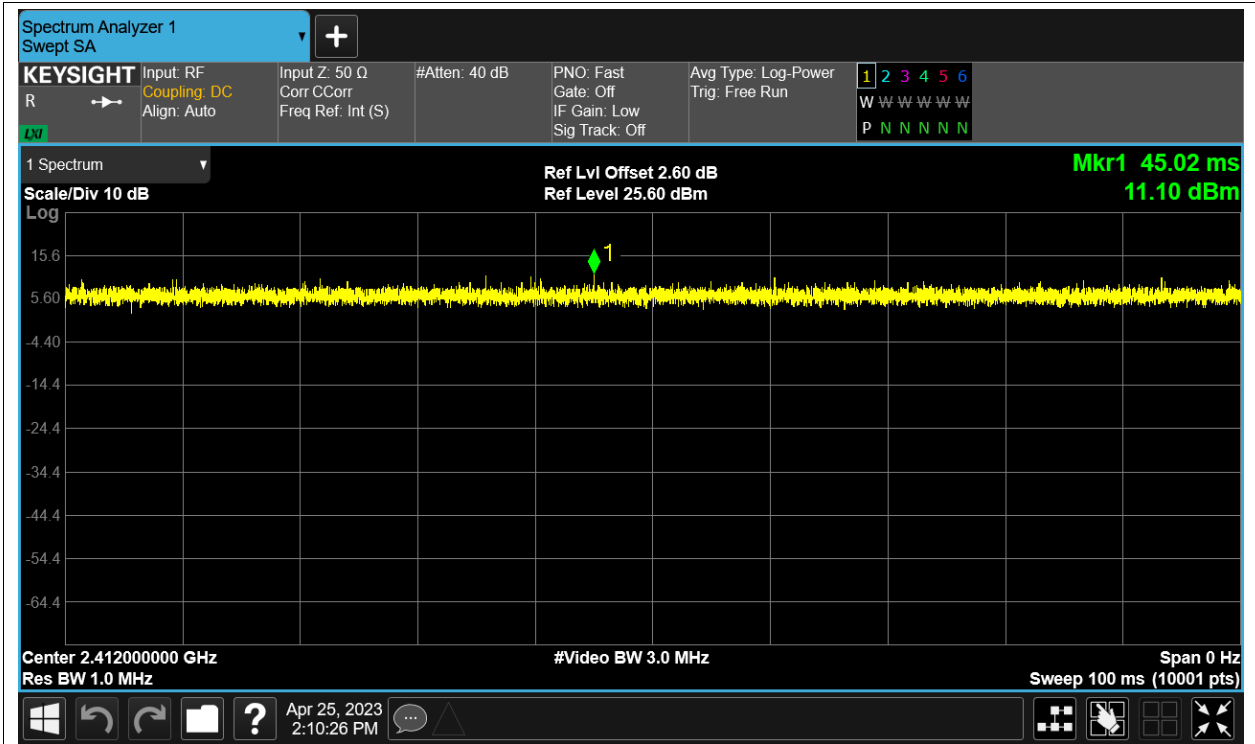 Spectrum Analyzer 1
Swept SA
+
KEYSIGHT
R
LXI
Input: RF
Coupling: DC
Align: Auto
Input Z: 50 Ω
Corr CCorr
Freq Ref: Int (S)
#Atten: 40 dB
PNO: Fast
Gate: Off
IF Gain: Low
Sig Track: Off
Avg Type: Log-Power
Trig: Free Run
1 2 3 4 5 6
W W W W W W
P N N N N N
1 Spectrum
Scale/Div 10 dB
Log
Ref Lvl Offset 2.60 dB
Ref Level 25.60 dBm
Mkr1 45.02 ms
11.10 dBm
1
15.6
5.60
-4.40
-14.4
-24.4
-34.4
-44.4
-54.4
-64.4
Center 2.412000000 GHz
Res BW 1.0 MHz
#Video BW 3.0 MHz
Span 0 Hz
Sweep 100 ms (10001 pts)
?
Apr 25, 2023
2:10:26 PM